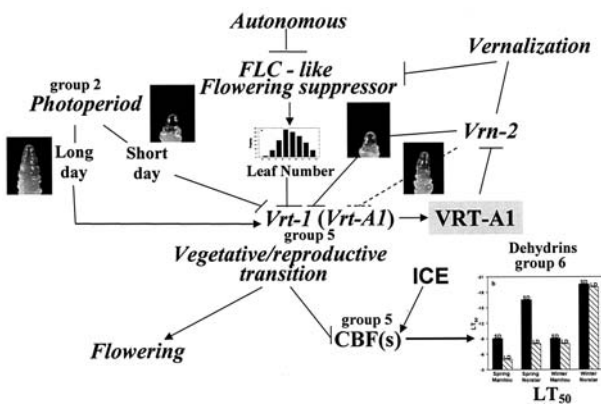 Autonomous
FLC - like
Flowering suppressor
Vernalization
group 2
Photoperiod
Long
day
Short
day
Leaf Number
Vrn-2
Vrt-1 (Vrt-A1)
group 5
VRT-A1
Vegetative/reproductive
transition
Dehydrins
group 6
ICE
group 5
CBF(s)
Flowering
b
LT50
Spring Manitou
Spring Norstar
Winter Manitou
Winter Norstar
LT50